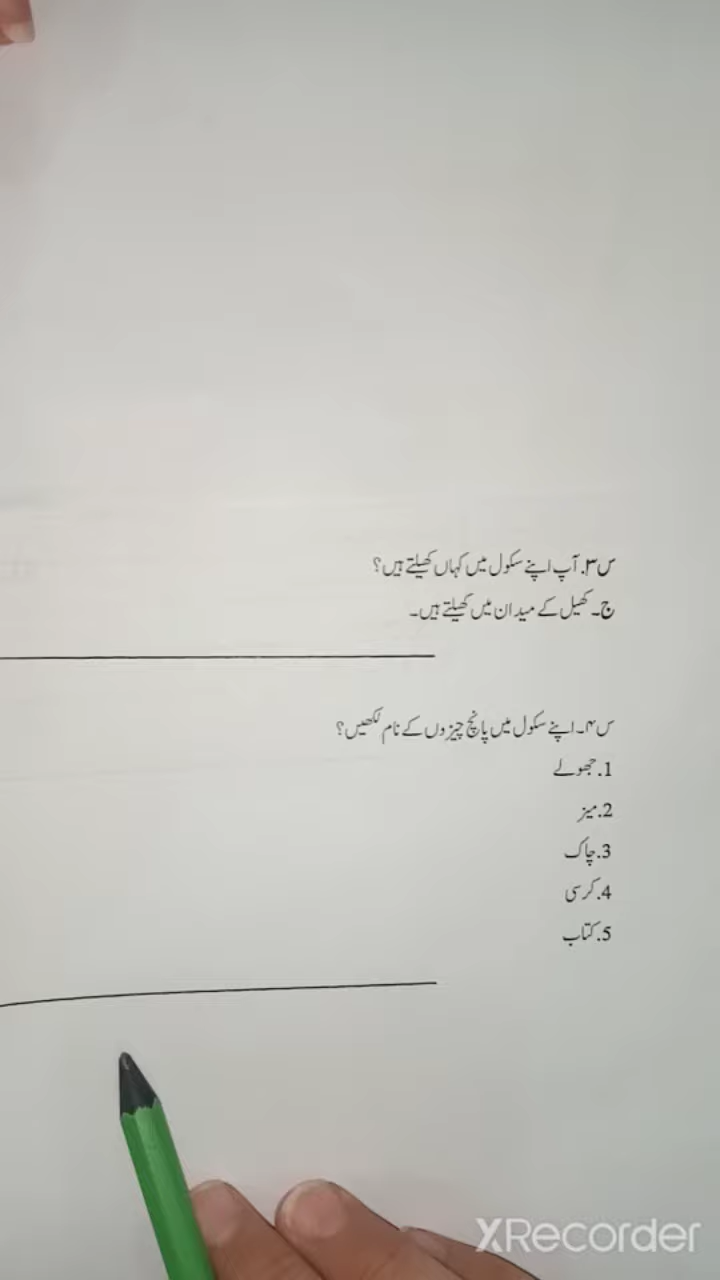 س۳. آپ اپنے سکول میں کہاں کھیلتے ہیں؟
ج۔ کھیل کے میدان میں کھیلتے ہیں۔
س۴۔ اپنے سکول میں پانچ چیزوں کے نام لکھیں؟
1. جھولے
2. میز
3. چاک
4. کرسی
5. کتاب
XRecorder